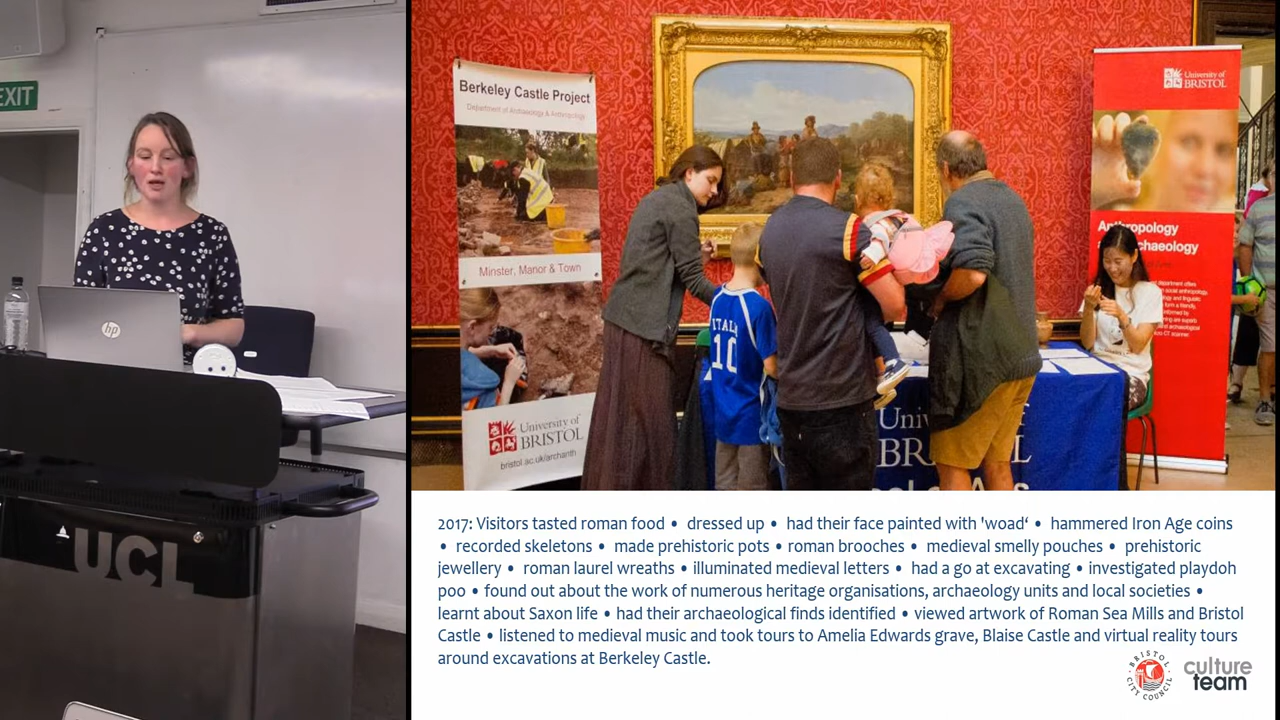 EXIT
hp
UCL
Berkeley Castle Project
Department of Archaeology & Anthropology
Minster, Manor & Town
University of
BRISTOL
bristol.ac.uk/archanth
ITALIA
10
University of
BRISTOL
Anthropology
Archaeology
2017: Visitors tasted roman food • dressed up • had their face painted with 'woad‘ • hammered Iron Age coins
• recorded skeletons • made prehistoric pots • roman brooches • medieval smelly pouches • prehistoric
jewellery • roman laurel wreaths • illuminated medieval letters • had a go at excavating • investigated playdoh
poo • found out about the work of numerous heritage organisations, archaeology units and local societies •
learnt about Saxon life • had their archaeological finds identified • viewed artwork of Roman Sea Mills and Bristol
Castle • listened to medieval music and took tours to Amelia Edwards grave, Blaise Castle and virtual reality tours
around excavations at Berkeley Castle.
BRISTOL
CITY COUNCIL
culture
team